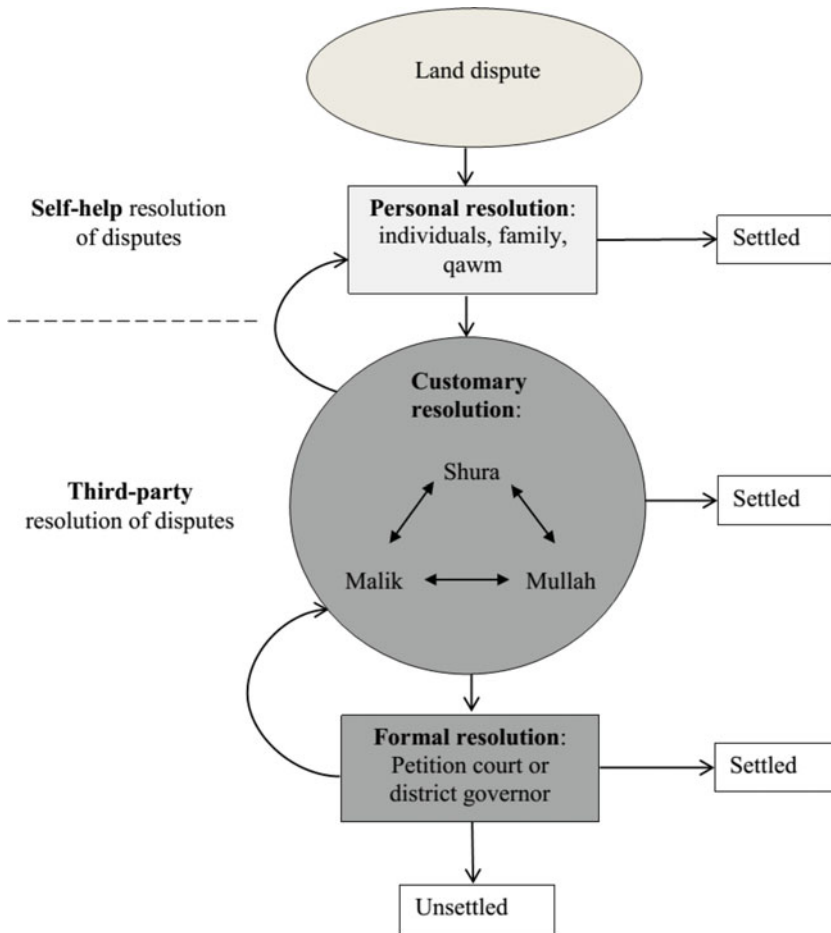 Land dispute
Self-help resolution
of disputes
Personal resolution:
individuals, family,
qawm
Settled
Customary
resolution:
Shura
Malik
Mullah
Third-party
resolution of disputes
Settled
Formal resolution:
Petition court or
district governor
Settled
Unsettled